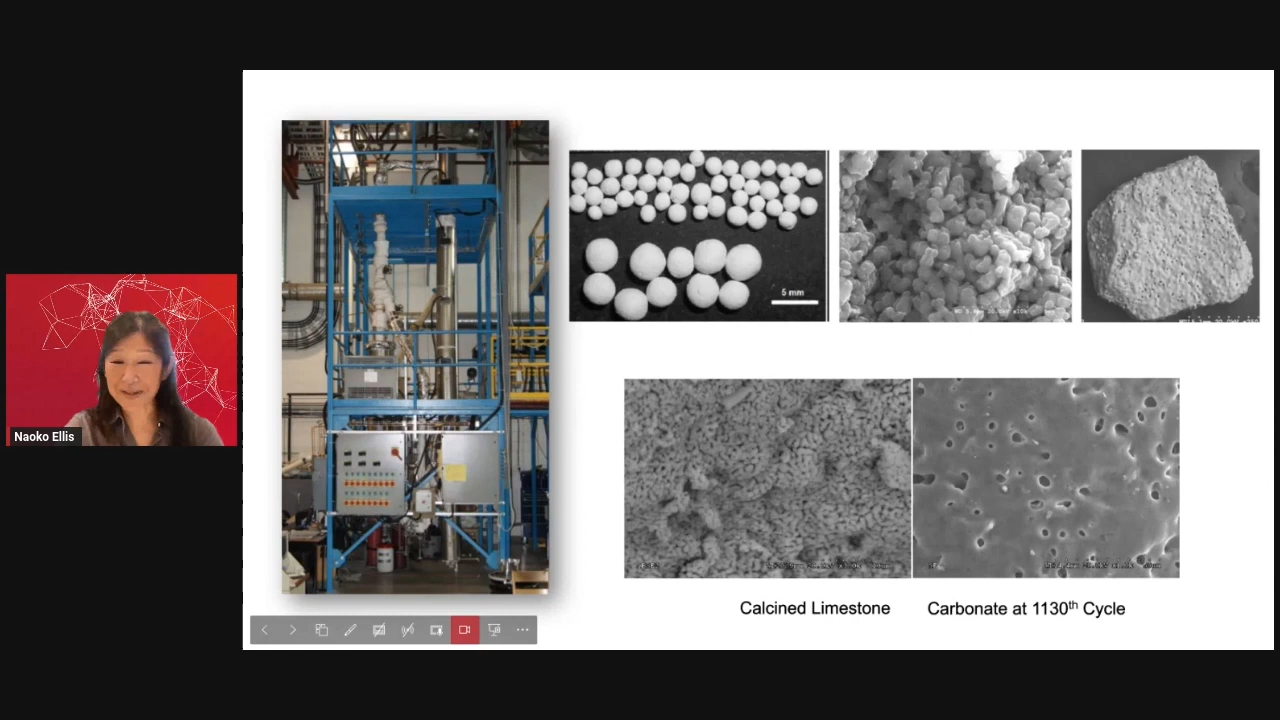 Naoko Ellis
5 mm
Calcined Limestone
Carbonate at 1130th Cycle